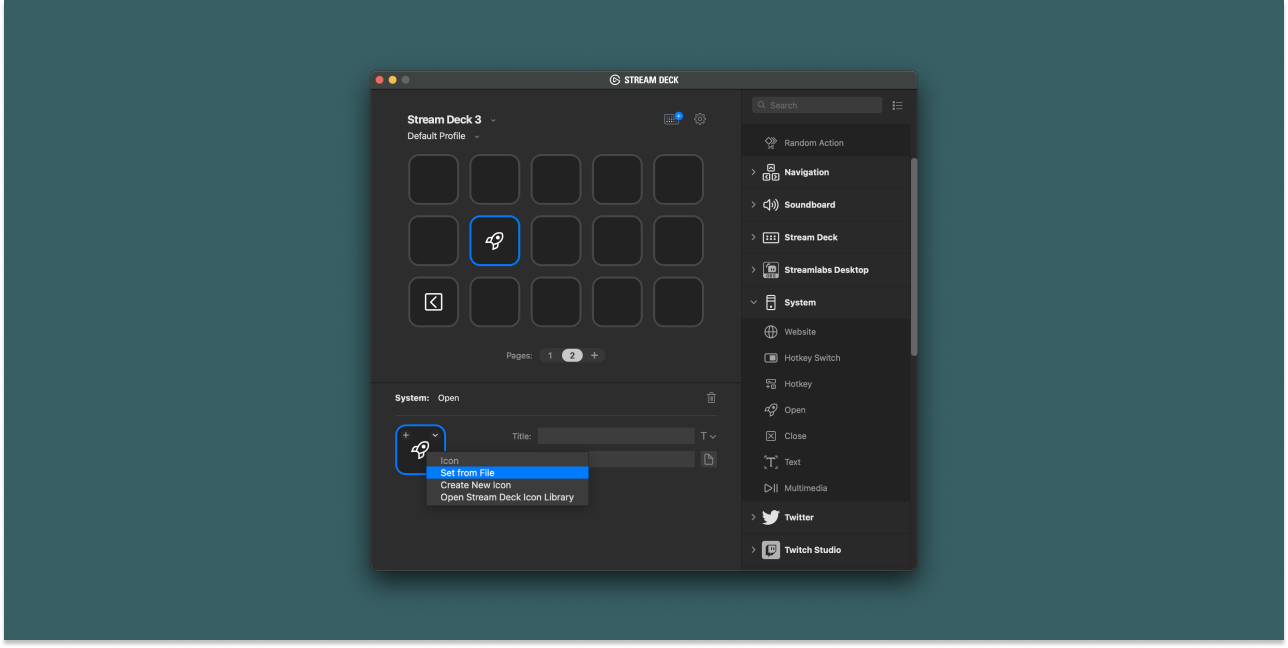 STREAM DECK
Stream Deck 3
Default Profile
Pages: 1 2 +
System: Open
Title:
T
Icon
Set from File
Create New Icon
Open Stream Deck Icon Library
Search
Random Action
Navigation
Soundboard
Stream Deck
Streamlabs Desktop
System
Website
Hotkey Switch
Hotkey
Open
Close
Text
Multimedia
Twitter
Twitch Studio